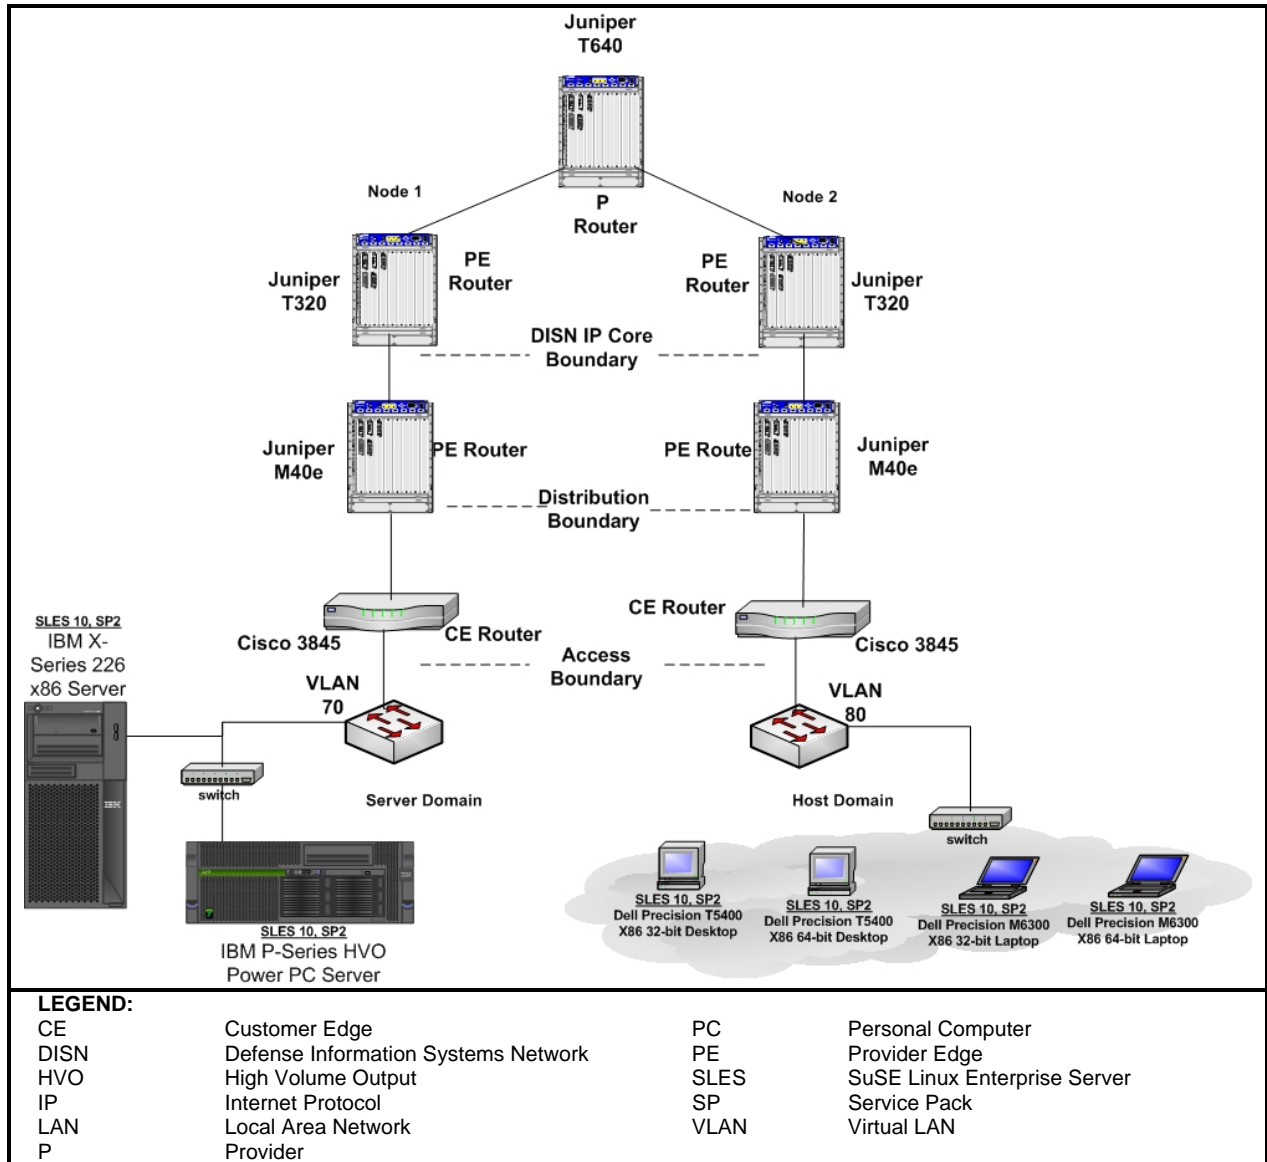 Juniper
T640
P
Router
Node 1
Node 2
Juniper
T320
PE
Router
PE
Router
Juniper
T320
DISN IP Core
Boundary
Juniper
M40e
PE Router
PE Route
Juniper
M40e
Distribution
Boundary
Cisco 3845
CE Router
CE Router
Cisco 3845
Access
Boundary
VLAN
70
VLAN
80
SLES 10, SP2
IBM X-
Series 226
x86 Server
switch
Server Domain
Host Domain
switch
SLES 10, SP2
IBM P-Series HVO
Power PC Server
SLES 10, SP2
Dell Precision T5400
X86 32-bit Desktop
SLES 10, SP2
Dell Precision T5400
X86 64-bit Desktop
SLES 10, SP2
Dell Precision M6300
X86 32-bit Laptop
SLES 10, SP2
Dell Precision M6300
X86 64-bit Laptop
LEGEND:
CE Customer Edge
DISN Defense Information Systems Network
HVO High Volume Output
IP Internet Protocol
LAN Local Area Network
P Provider
PC Personal Computer
PE Provider Edge
SLES SuSE Linux Enterprise Server
SP Service Pack
VLAN Virtual LAN